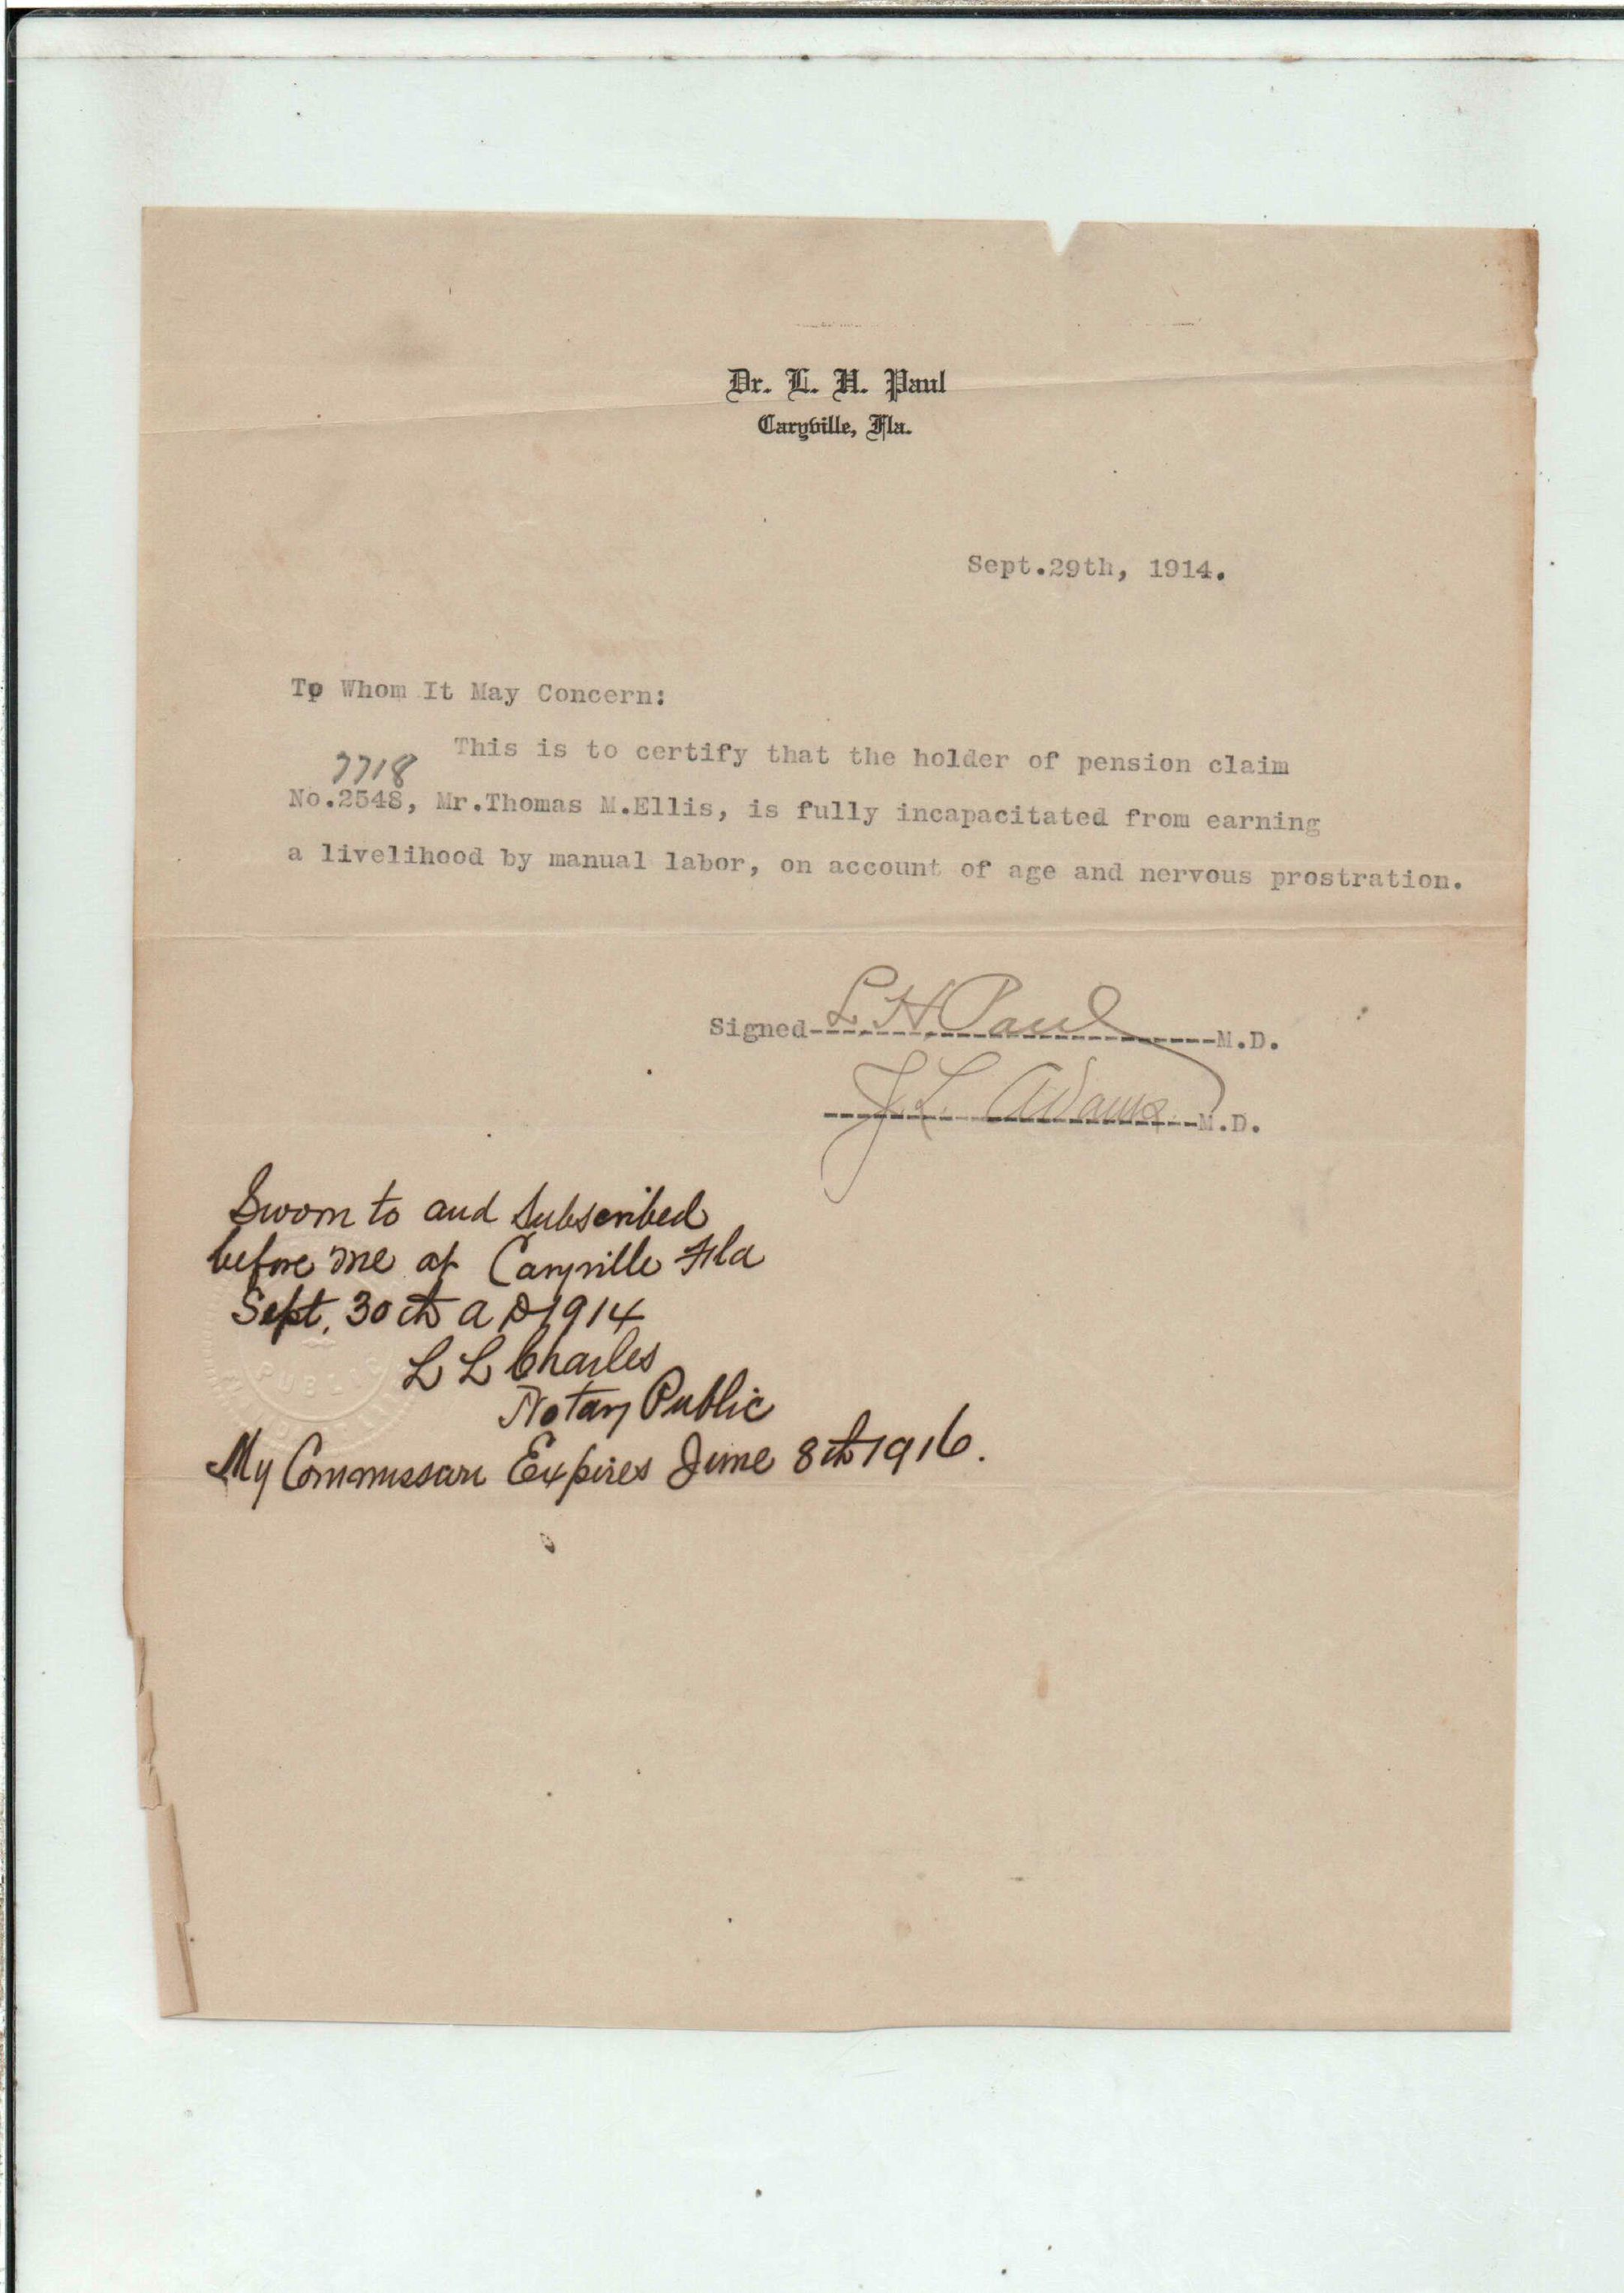 Dr. L. H. Paul
Caryville, Fla.
Sept.29th, 1914.
To Whom It May Concern:
This is to certify that the holder of pension claim
7718
No.2548, Mr.Thomas M.Ellis, is fully incapacitated from earning
a livelihood by manual labor, on account of age and nervous prostration.
Signed L H Paul M.D.
J. L. Adams M.D.
Sworn to and Subscribed
before me at Caryville Fla
Sept. 30th A D 1914
PUBLIC
L L Charles
Notary Public
My Commission Expires June 8th 1916.